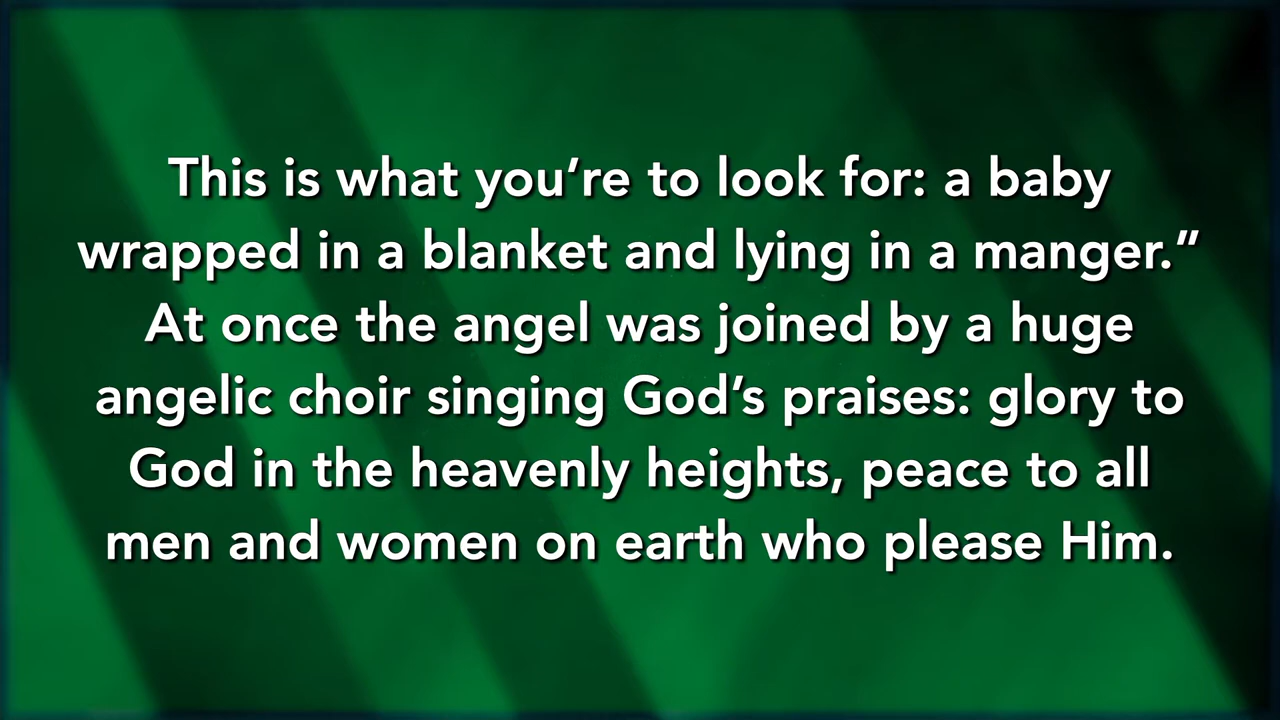 This is what you’re to look for: a baby
wrapped in a blanket and lying in a manger.”
At once the angel was joined by a huge
angelic choir singing God’s praises: glory to
God in the heavenly heights, peace to all
men and women on earth who please Him.